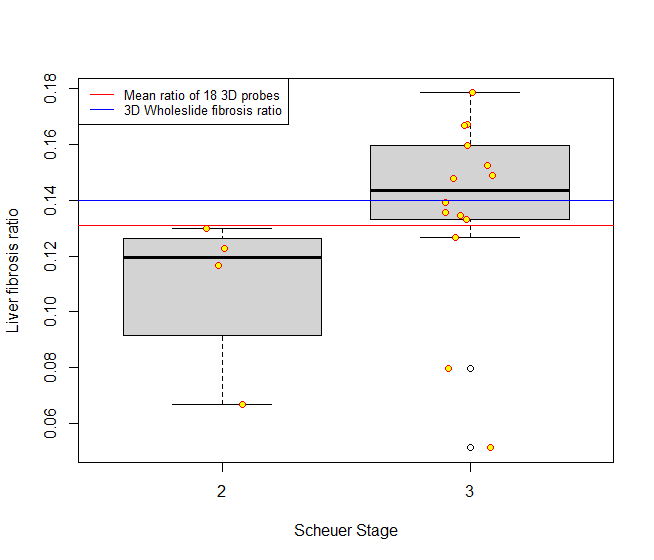 Mean ratio of 18 3D probes
3D Wholeslide fibrosis ratio
0.18
0.16
0.14
0.12
0.10
0.08
0.06
Liver fibrosis ratio
2
3
Scheuer Stage